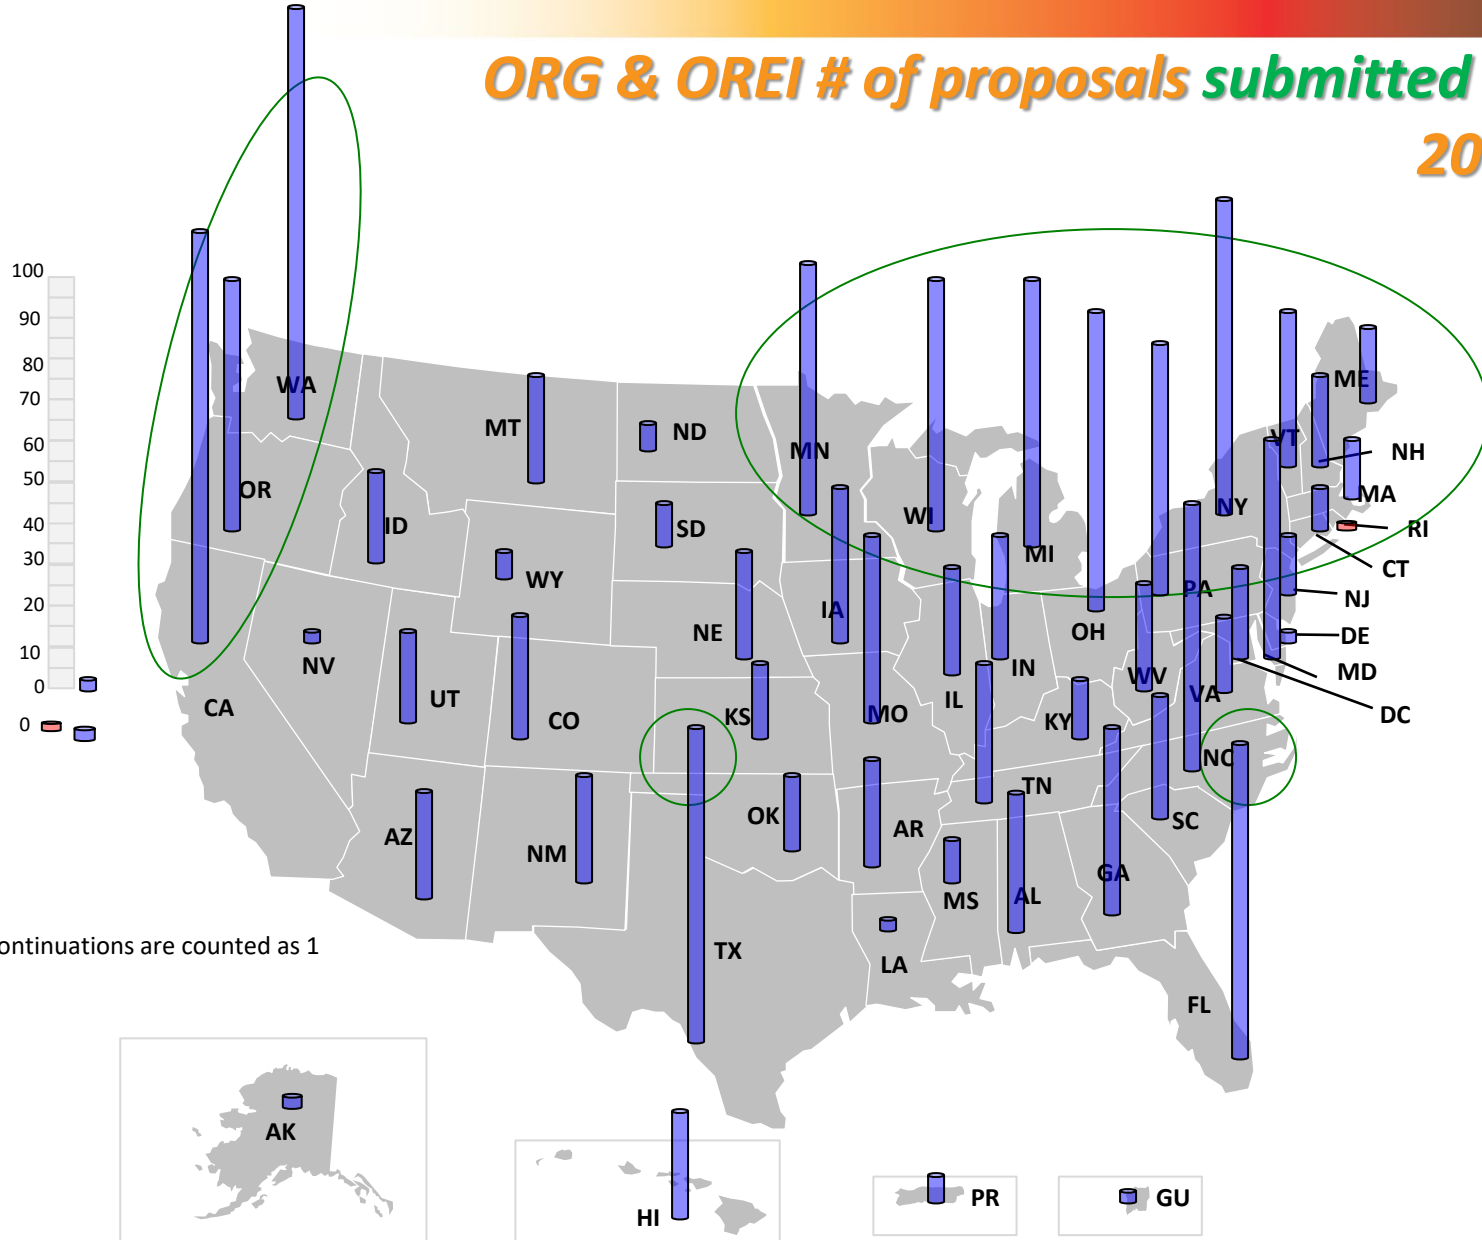 ORG & OREI # of proposals submitted
20
100
90
80
70
60
50
40
30
20
10
0
0
WA
MT
ND
MN
ME
VT
NH
OR
ID
SD
WI
MI
NY
MA
RI
CT
WY
NE
IA
OH
PA
NJ
DE
MD
NV
UT
CO
KS
MO
IL
IN
KY
WV
VA
DC
CA
AZ
NM
OK
AR
TN
NC
SC
MS
AL
GA
TX
LA
FL
ontinuations are counted as 1
AK
HI
PR
GU